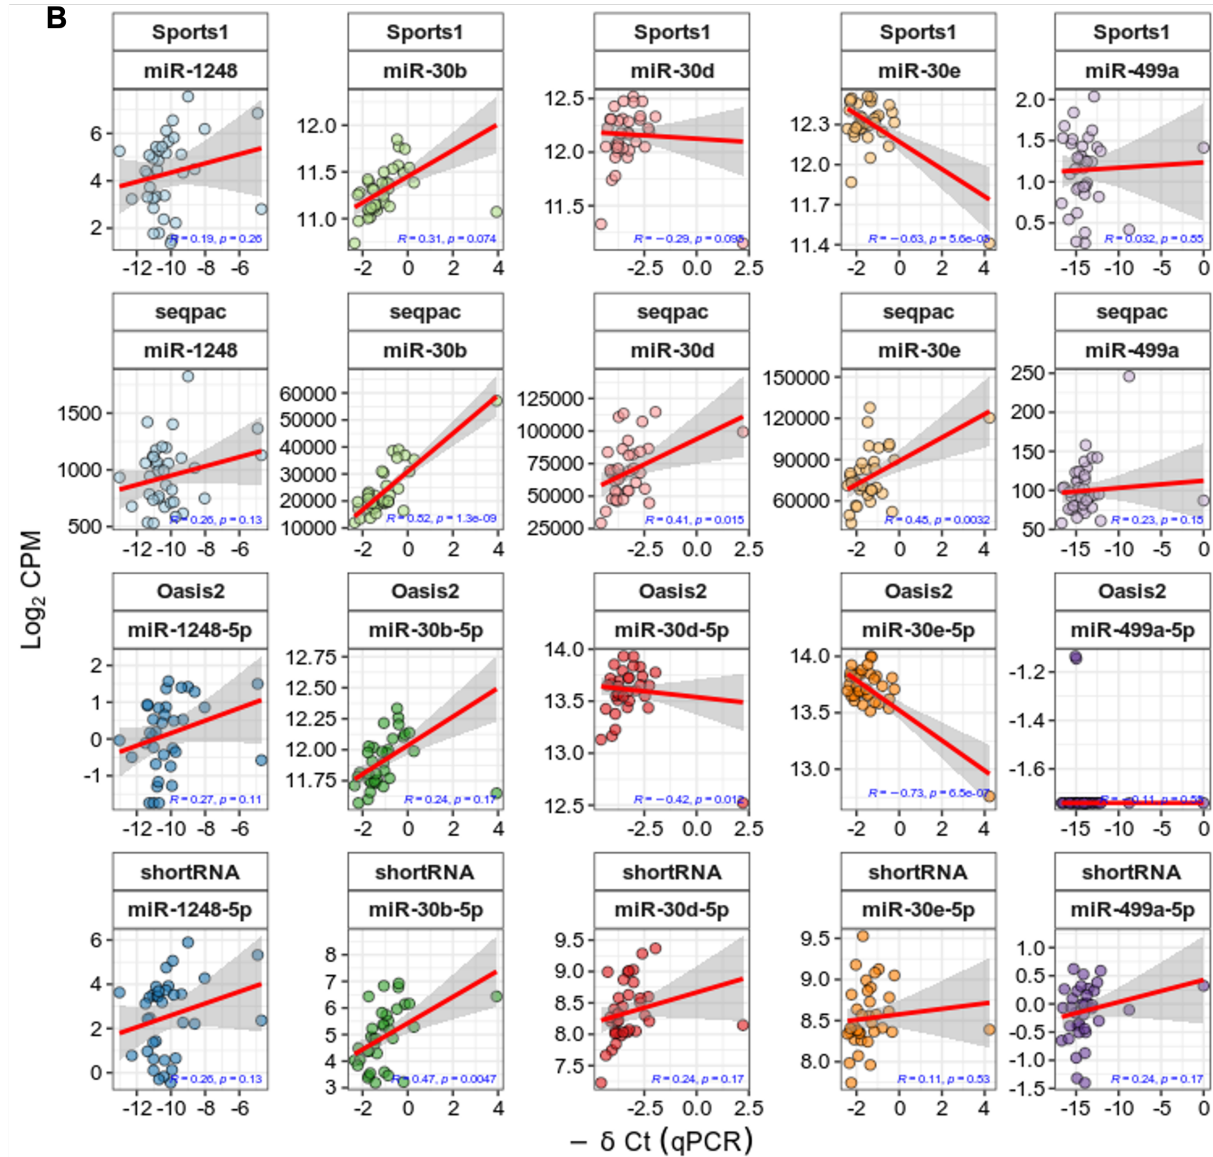 B
Sports1 Sports1 Sports1 Sports1 Sports1
miR-1248 miR-30b miR-30d miR-30e miR-499a
6
4
2
R = 0.19, p = 0.26
-12 -10 -6
12.0
11.5
11.0
R = 0.31, p = 0.074
-2 0 2 4
12.5
12.0
11.5
R = −0.29, p = 0.095
-2.5 2.5
12.3
12.0
11.7
11.4
R = −0.63, p = 5.6e-05
-2 0 2 4
2.0
1.5
1.0
0.5
R = 0.032, p = 0.55
-15 -10 -5 0
seqpac seqpac seqpac seqpac seqpac
miR-1248 miR-30b miR-30d miR-30e miR-499a
1500
1000
500
R = 0.26, p = 0.13
-12 -10 -6
60000
50000
40000
30000
20000
10000
0.52, p = 1.3e-09
-2 0 2 4
125000
100000
75000
50000
25000
R = 0.41, p = 0.015
-2.5 2.5
150000
120000
90000
60000
R = 0.45, p = 0.0032
-2 0 2 4
250
200
150
100
50
R = 0.23, p = 0.15
-15 -10 -5 0
Log2 CPM
Oasis2 Oasis2 Oasis2 Oasis2 Oasis2
miR-1248-5p miR-30b-5p miR-30d-5p miR-30e-5p miR-499a-5p
2
1
0
-1
R = 0.27, p = 0.11
-12 -10 -6
12.75
12.50
12.25
12.00
11.75
R = 0.24, p = 0.17
-2 0 2 4
14.0
13.5
13.0
12.5
R = −0.42, p = 0.012
-2.5 2.5
14.0
13.5
13.0
R = −0.73, p = 6.5e-07
-2 0 2 4
-1.2
-1.4
-1.6
-15 -10 -5 0
shortRNA shortRNA shortRNA shortRNA shortRNA
miR-1248-5p miR-30b-5p miR-30d-5p miR-30e-5p miR-499a-5p
6
4
2
0
R = 0.26, p = 0.13
-12 -10 -6
8
7
6
5
4
3
0.47, p = 0.0047
-2 0 2 4
9.5
9.0
8.5
8.0
7.5
R = 0.24, p = 0.17
-2.5 2.5
9.5
9.0
8.5
8.0
R = 0.11, p = 0.53
-2 0 2 4
1.0
0.5
0.0
-0.5
-1.0
-1.5
R = 0.24, p = 0.17
-15 -10 -5 0
− δ Ct (qPCR)